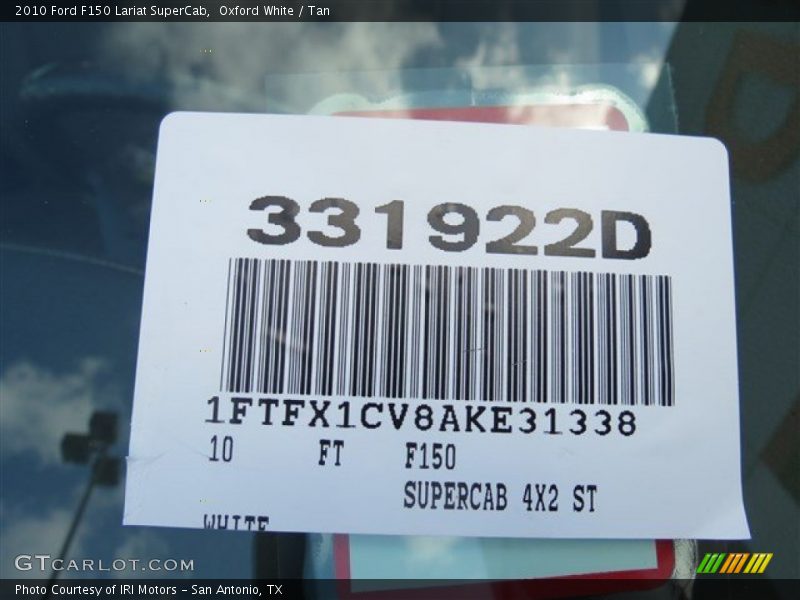 2010 Ford F150 Lariat SuperCab, Oxford White / Tan
331922D
1FTFX1CV8AKE31338
10 FT F150
SUPERCAB 4X2 ST
WHITE
GTCARLOT.COM
Photo Courtesy of IRI Motors - San Antonio, TX